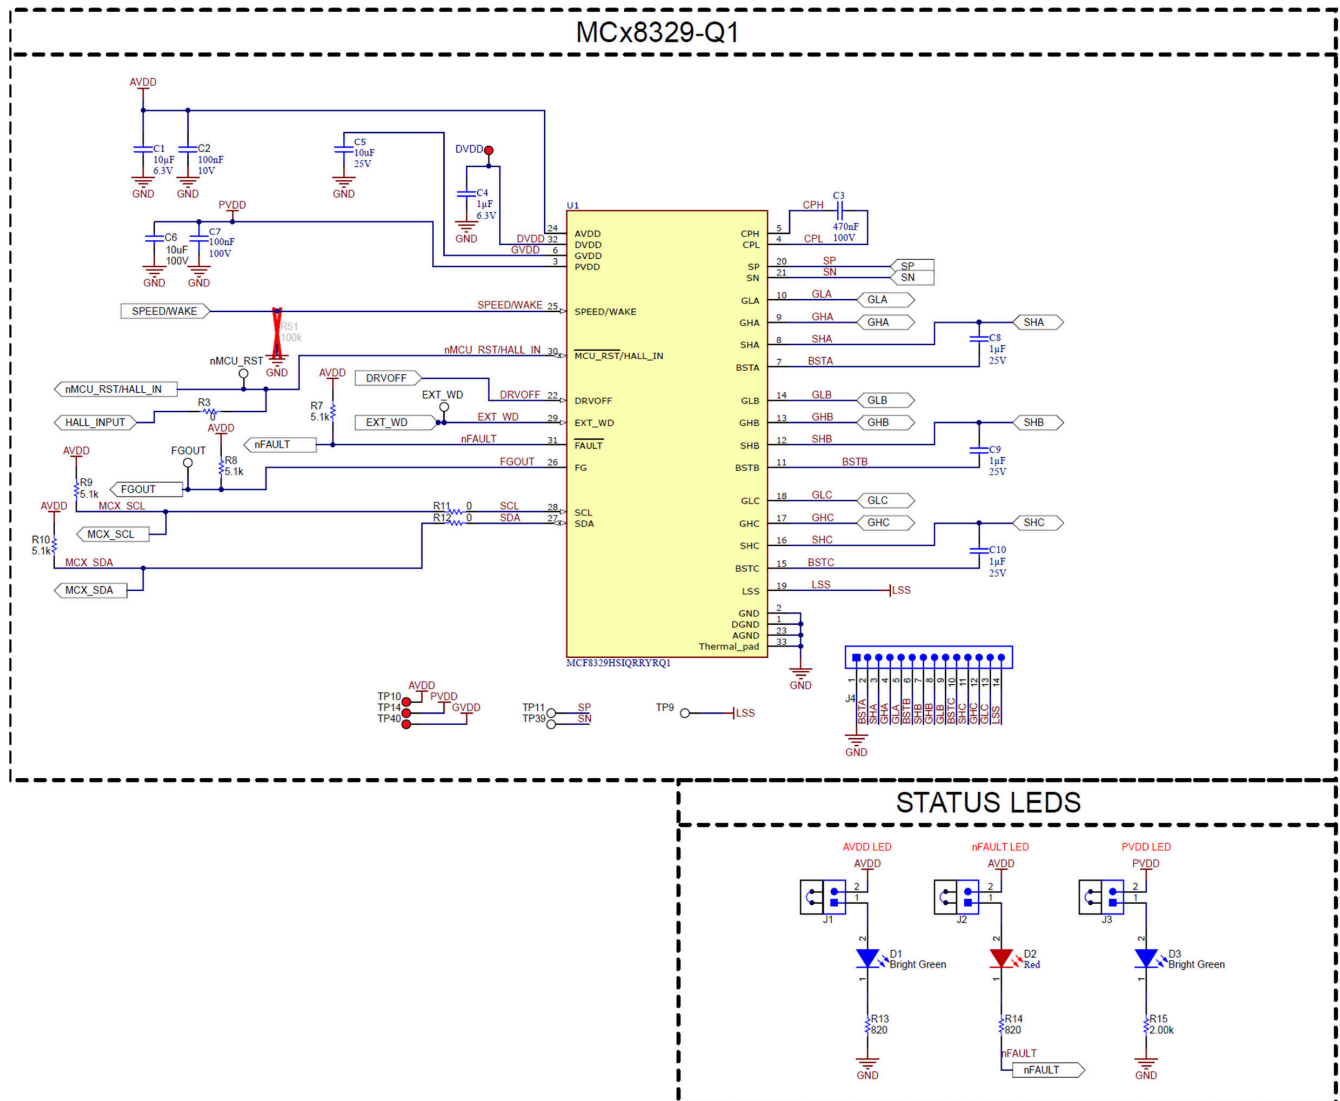 MCx8329-Q1
AVDD
C1
10µF
6.3V
GND
C2
100nF
10V
GND
C5
10uF
25V
GND
DVDD
C4
1µF
6.3V
GND
PVDD
C6
10uF
100V
GND
C7
100nF
100V
GND
U1
24 AVDD
DVDD 32 DVDD
GVDD 6 GVDD
3 PVDD
SPEED/WAKE
SPEED/WAKE 25 SPEED/WAKE
R51
100k
GND
nMCU_RST
nMCU_RST/HALL_IN 30 MCU_RST/HALL_IN
nMCU_RST/HALL_IN
HALL_INPUT
R3
0
AVDD
R7
5.1k
DRVOFF
DRVOFF 22 DRVOFF
EXT_WD
EXT_WD
EXT_WD 29 EXT_WD
nFAULT
nFAULT 31 FAULT
AVDD
R8
5.1k
FGOUT
FGOUT
FGOUT 26 FG
AVDD
R9
5.1k
MCX_SCL
MCX_SCL
R11 0 SCL 28 SCL
R12 0 SDA 27 SDA
AVDD
R10
5.1k
MCX_SDA
MCX_SDA
CPH 5 CPH
CPL 4 CPL
C3
470nF
100V
SP 20 SP SP
SN 21 SN SN
GLA 10 GLA GLA
GHA 9 GHA GHA
SHA 8 SHA SHA
BSTA 7 BSTA
C8
1µF
25V
GLB 14 GLB GLB
GHB 13 GHB GHB
SHB 12 SHB SHB
BSTB 11 BSTB
C9
1µF
25V
GLC 18 GLC GLC
GHC 17 GHC GHC
SHC 16 SHC SHC
BSTC 15 BSTC
C10
1µF
25V
LSS 19 LSS LSS
GND 2
DGND 1
AGND 23
Thermal_pad 33
GND
MCF8329HSIQRRYRQ1
TP10 AVDD
TP14 PVDD
TP40 GVDD
TP11 SP
TP39 SN
TP9 LSS
J4
1 2 3 4 5 6 7 8 9 10 11 12 13 14
BSTA SHA GHA GLA BSTB SHB GHB GLB BSTC SHC GHC GLC LSS
GND
STATUS LEDS
AVDD LED
AVDD
2
1
J1
2
D1
Bright Green
1
R13
820
GND
nFAULT LED
AVDD
2
1
J2
2
D2
Red
1
R14
820
nFAULT
nFAULT
PVDD LED
PVDD
2
1
J3
2
D3
Bright Green
1
R15
2.00k
GND